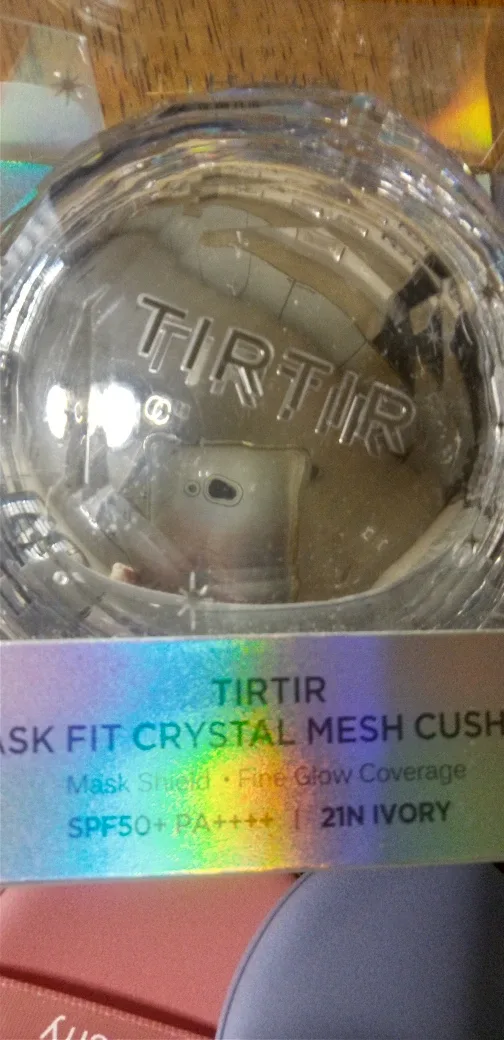 TIRTIR
TIRTIR
ASK FIT CRYSTAL MESH CUSH
Mask Shield • Fine Glow Coverage
SPF50+ PA++++ | 21N IVORY